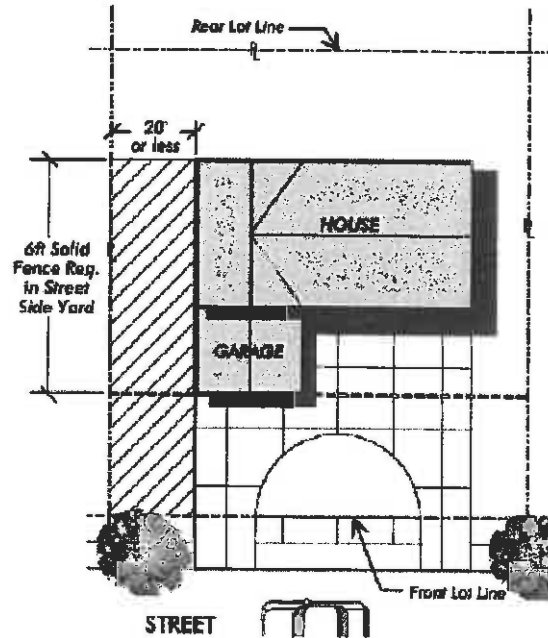 Rear Lot Line
20'
or less
HOUSE
6ft Solid
Fence Reg.
in Street
Side Yard
GARAGE
Front Lot Line
STREET